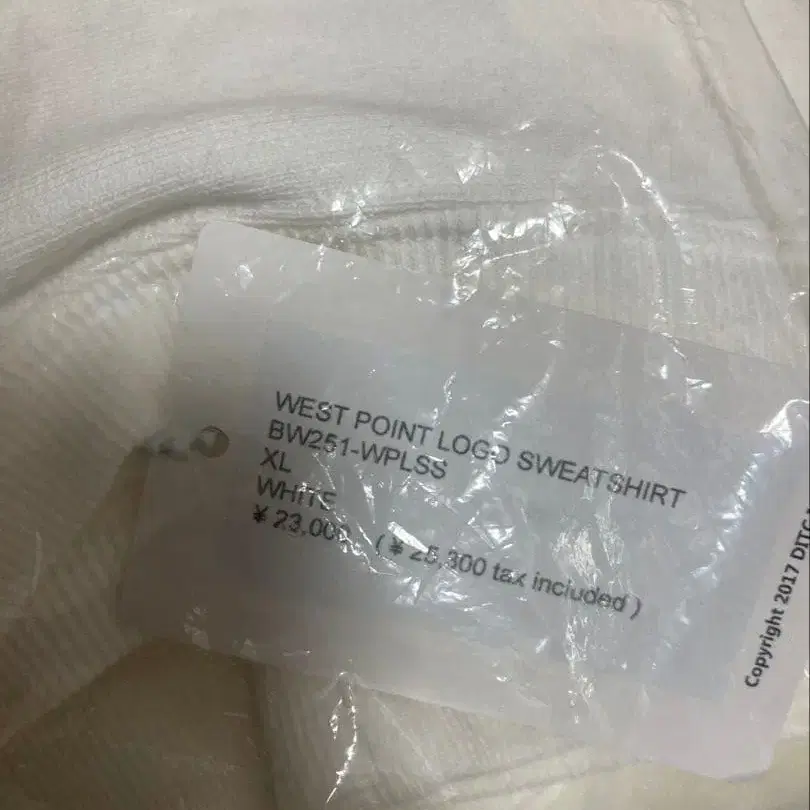 WEST POINT LOGO SWEATSHIRT
BW251-WPLSS
XL
WHITE
¥ 23,000 ( ¥ 25,300 tax included )
Copyright 2017